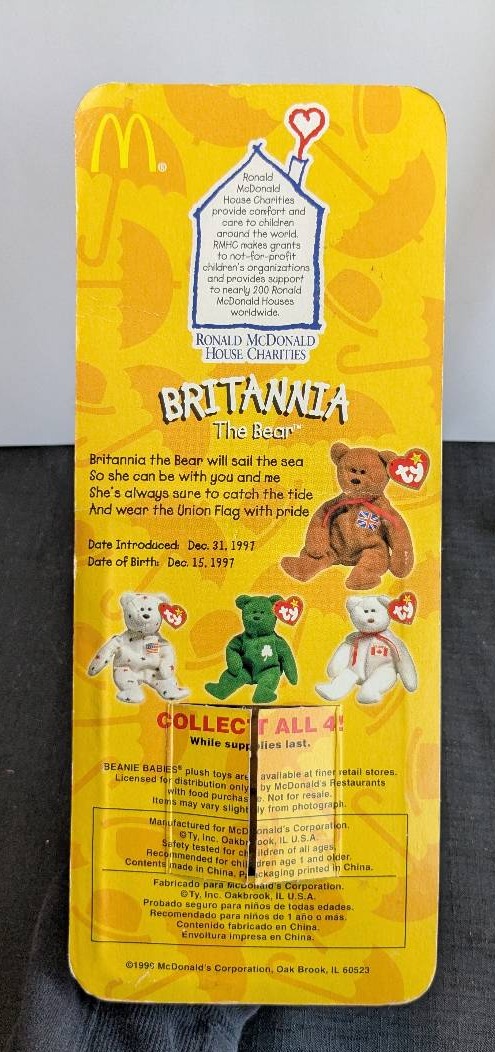 M®
Ronald
McDonald
House Charities
provide comfort and
care to children
around the world.
RMHC makes grants
to not-for-profit
children's organizations
and provides support
to nearly 200 Ronald
McDonald Houses
worldwide.
RONALD MCDONALD
HOUSE CHARITIES
BRITANNIA
The Bear™
Britannia the Bear will sail the sea
So she can be with you and me
She's always sure to catch the tide
And wear the Union Flag with pride
Date Introduced: Dec. 31, 1997
Date of Birth: Dec. 15, 1997
ty
ty
ty
ty
COLLECT ALL 4!
While supplies last.
BEANIE BABIES® plush toys are available at finer retail stores.
Licensed for distribution only by McDonald's Restaurants
with food purchase. Not for resale.
Items may vary slightly from photograph.
Manufactured for McDonald's Corporation.
©Ty, Inc. Oakbrook, IL U.S.A.
Safety tested for children of all ages.
Recommended for children age 1 and older.
Contents made in China, Packaging printed in China.
Fabricado para McDonald's Corporation.
©Ty, Inc. Oakbrook, IL U.S.A.
Probado seguro para niños de todas edades.
Recomendado para niños de 1 año o más.
Contenido fabricado en China.
Envoltura impresa en China.
©1999 McDonald's Corporation, Oak Brook, IL 60523